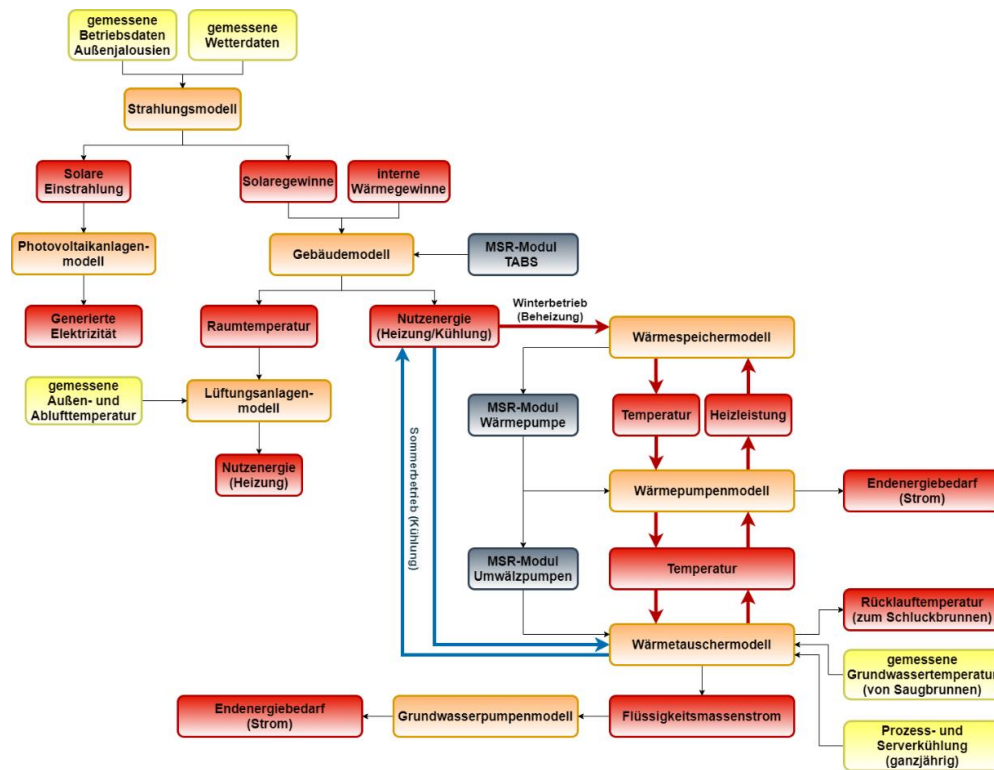 gemessene
Betriebsdaten
Außenjalousien
gemessene
Wetterdaten
Strahlungsmodell
Solare
Einstrahlung
Solaregewinne
interne
Wärmegewinne
Photovoltaikanlagen-
modell
Gebäudemodell
MSR-Modul
TABS
Generierte
Elektrizität
Raumtemperatur
Nutzenergie
(Heizung/Kühlung)
Winterbetrieb
(Beheizung)
Wärmespeichermodell
gemessene
Außen- und
Ablufttemperatur
Lüftungsanlagen-
modell
MSR-Modul
Wärmepumpe
Temperatur
Heizleistung
Sommerbetrieb (Kühlung)
Nutzenergie
(Heizung)
Wärmepumpenmodell
Endenergiebedarf
(Strom)
MSR-Modul
Umwälzpumpen
Temperatur
Rücklauftemperatur
(zum Schluckbrunnen)
Wärmetauschermodell
gemessene
Grundwassertemperatur
(von Saugbrunnen)
Endenergiebedarf
(Strom)
Grundwasserpumpenmodell
Flüssigkeitsmassenstrom
Prozess- und
Serverkühlung
(ganzjährig)